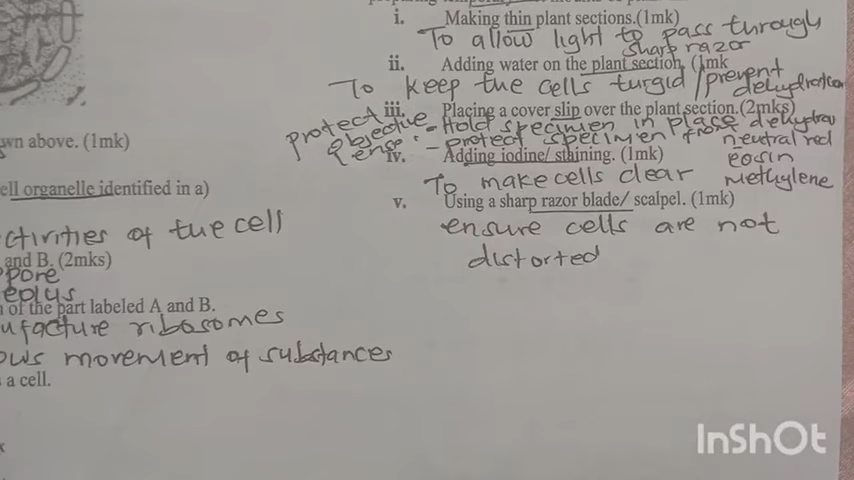 own above. (1mk)
cell organelle identified in a)
ctivities of the cell
and B. (2mks)
pore
eolus
of the part labeled A and B.
ufacture ribosomes
ows movement of substances
a cell.
i. Making thin plant sections.(1mk)
To allow light to pass through
sharp razor
ii. Adding water on the plant section. (1mk
To keep the cells turgid / prevent
dehydration
iii. Placing a cover slip over the plant section.(2mks)
protect objective lense
- Hold specimen in place
- protect specimen from dehydra
iv. Adding iodine/ staining. (1mk)
neutral red
eosin
Methylene
To make cells clear
v. Using a sharp razor blade/ scalpel. (1mk)
ensure cells are not
distorted
InShOt